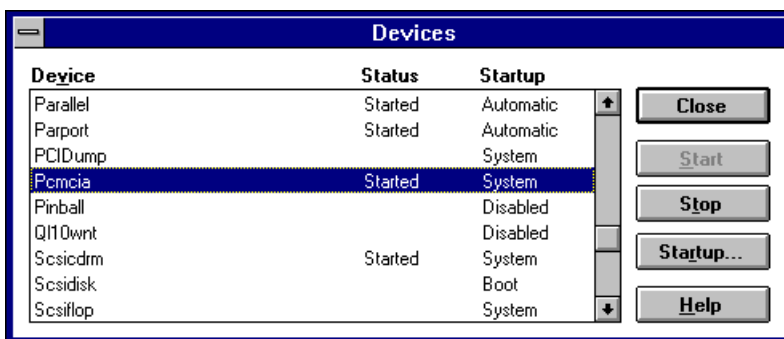 Devices
Device Status Startup
Parallel Started Automatic
Parport Started Automatic
PCIDump System
Pcmcia Started System
Pinball Disabled
Ql10wnt Disabled
Scsicdrm Started System
Scsidisk Boot
Scsiflop System
Close
Start
Stop
Startup...
Help